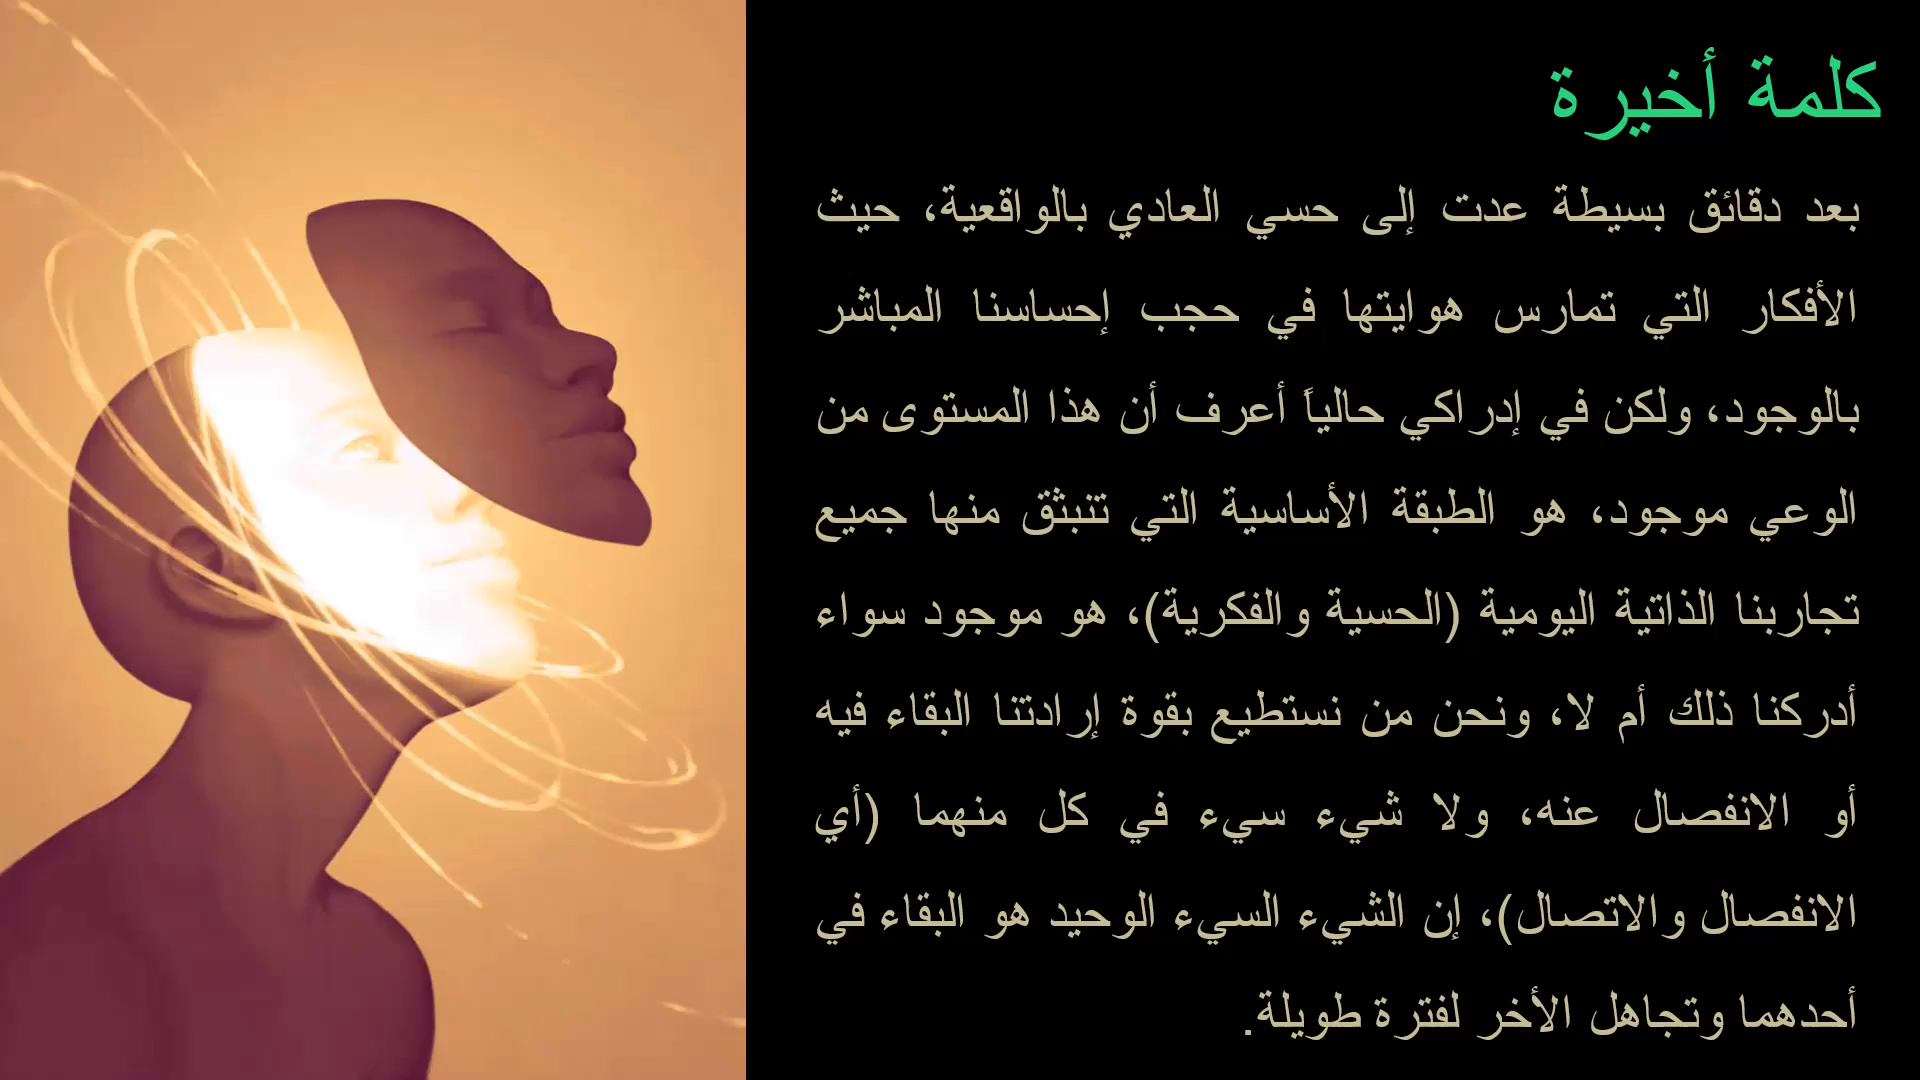 كلمة أخيرة
بعد دقائق بسيطة عدت إلى حسي العادي بالواقعية، حيث
الأفكار التي تمارس هوايتها في حجب إحساسنا المباشر
بالوجود، ولكن في إدراكي حالياً أعرف أن هذا المستوى من
الوعي موجود، هو الطبقة الأساسية التي تنبثق منها جميع
تجاربنا الذاتية اليومية (الحسية والفكرية)، هو موجود سواء
أدركنا ذلك أم لا، ونحن من نستطيع بقوة إرادتنا البقاء فيه
أو الانفصال عنه، ولا شيء سيء في كل منهما (أي
الانفصال والاتصال)، إن الشيء السيء الوحيد هو البقاء في
أحدهما وتجاهل الأخر لفترة طويلة.